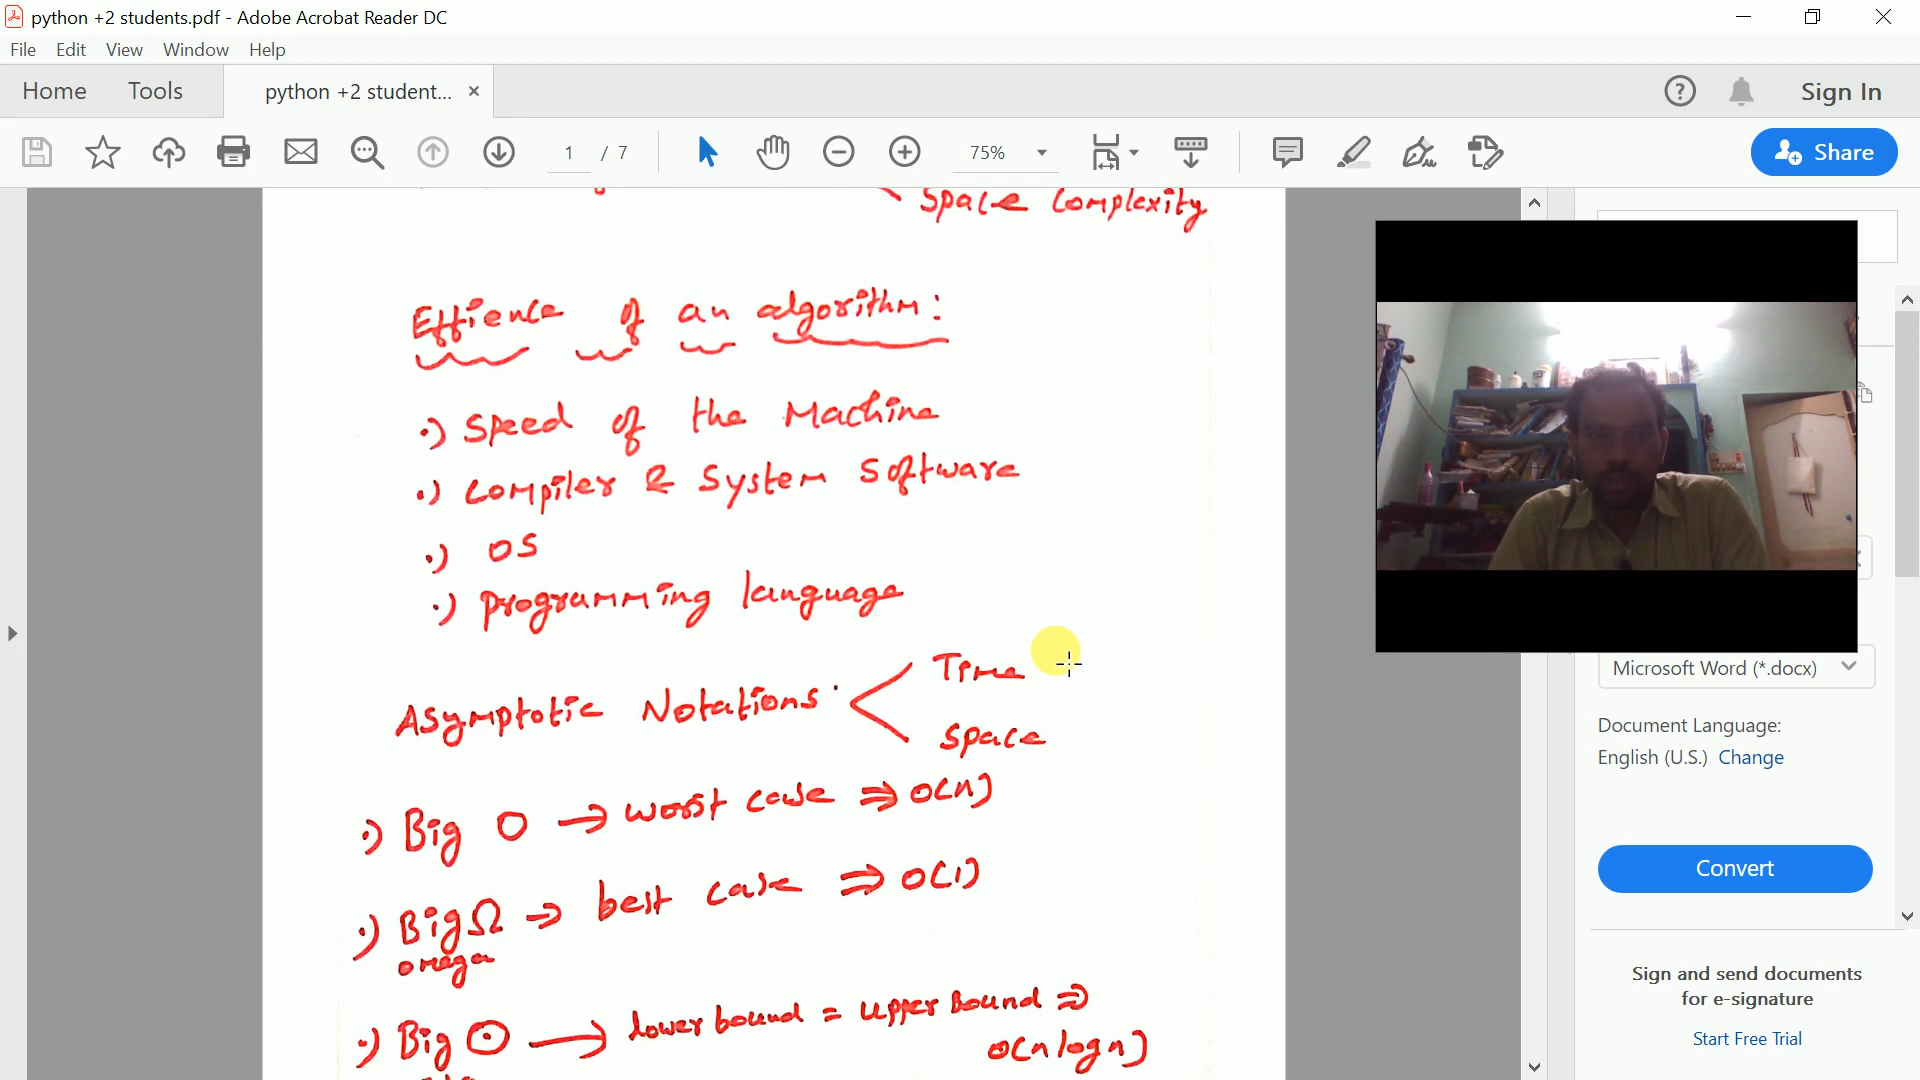 python +2 students.pdf - Adobe Acrobat Reader DC
File Edit View Window Help
Home Tools python +2 student... × Sign In
1 / 7 75% Share
Space Complexity
Effience of an algorithm:
•) Speed of the Machine
•) Compiler & System Software
•) OS
•) Programming language
Asymptotic Notations Time
Space
•) Big O → worst case ⇒ O(n)
•) Big Ω → best case ⇒ O(1)
omega
•) Big ⊙ → lower bound = upper Bound ⇒
O(n log n)
Microsoft Word (*.docx)
Document Language:
English (U.S.) Change
Convert
Sign and send documents
for e-signature
Start Free Trial